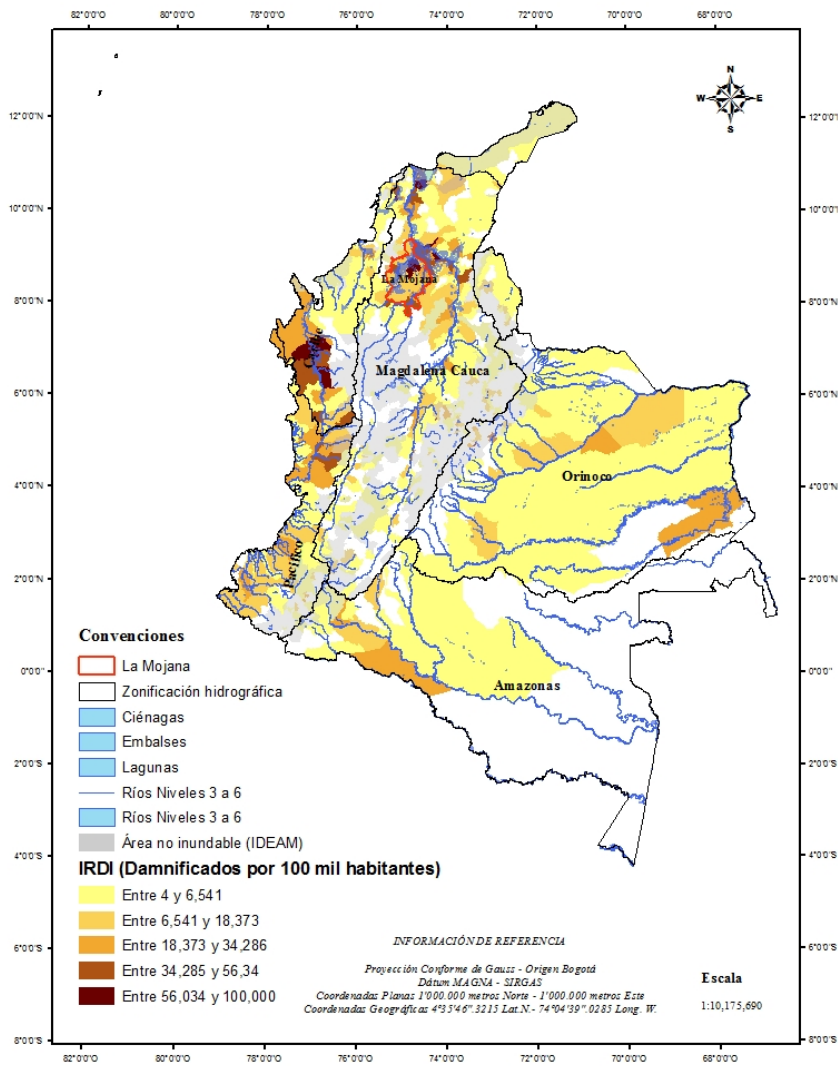 82°0'0"O 80°0'0"O 78°0'0"O 76°0'0"O 74°0'0"O 72°0'0"O 70°0'0"O 68°0'0"O
N
W E
S
12°0'0"N 12°0'0"N
10°0'0"N 10°0'0"N
La Mojana
8°0'0"N 8°0'0"N
Caribe
Magdalena Cauca
6°0'0"N 6°0'0"N
Orinoco
4°0'0"N 4°0'0"N
Pacífico
2°0'0"N 2°0'0"N
Convenciones
La Mojana
0°0'0" 0°0'0"
Zonificación hidrográfica
Amazonas
Ciénagas
Embalses
Lagunas
2°0'0"S 2°0'0"S
Ríos Niveles 3 a 6
Ríos Niveles 3 a 6
Área no inundable (IDEAM)
4°0'0"S 4°0'0"S
IRDI (Damnificados por 100 mil habitantes)
Entre 4 y 6,541
Entre 6,541 y 18,373
Entre 18,373 y 34,286
Entre 34,285 y 56,34
Entre 56,034 y 100,000
6°0'0"S 6°0'0"S
INFORMACIÓN DE REFERENCIA
Proyección Conforme de Gauss - Origen Bogotá
Dátum MAGNA - SIRGAS
Coordenadas Planas 1'000.000 metros Norte - 1'000.000 metros Este
Coordenadas Geográficas 4°35'46".3215 Lat.N.- 74°04'39".0285 Long. W.
Escala
1:10,175,690
8°0'0"S 8°0'0"S
82°0'0"O 80°0'0"O 78°0'0"O 76°0'0"O 74°0'0"O 72°0'0"O 70°0'0"O 68°0'0"O